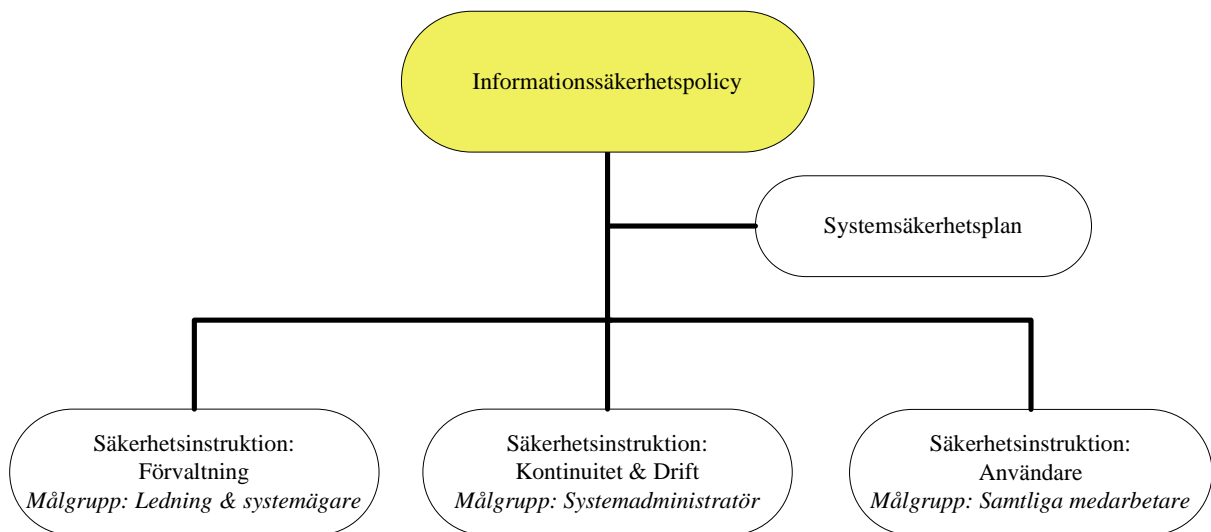 Informationssäkerhetspolicy
Systemsäkerhetsplan
Säkerhetsinstruktion:
Förvaltning
Målgrupp: Ledning & systemägare
Säkerhetsinstruktion:
Kontinuitet & Drift
Målgrupp: Systemadministratör
Säkerhetsinstruktion:
Användare
Målgrupp: Samtliga medarbetare